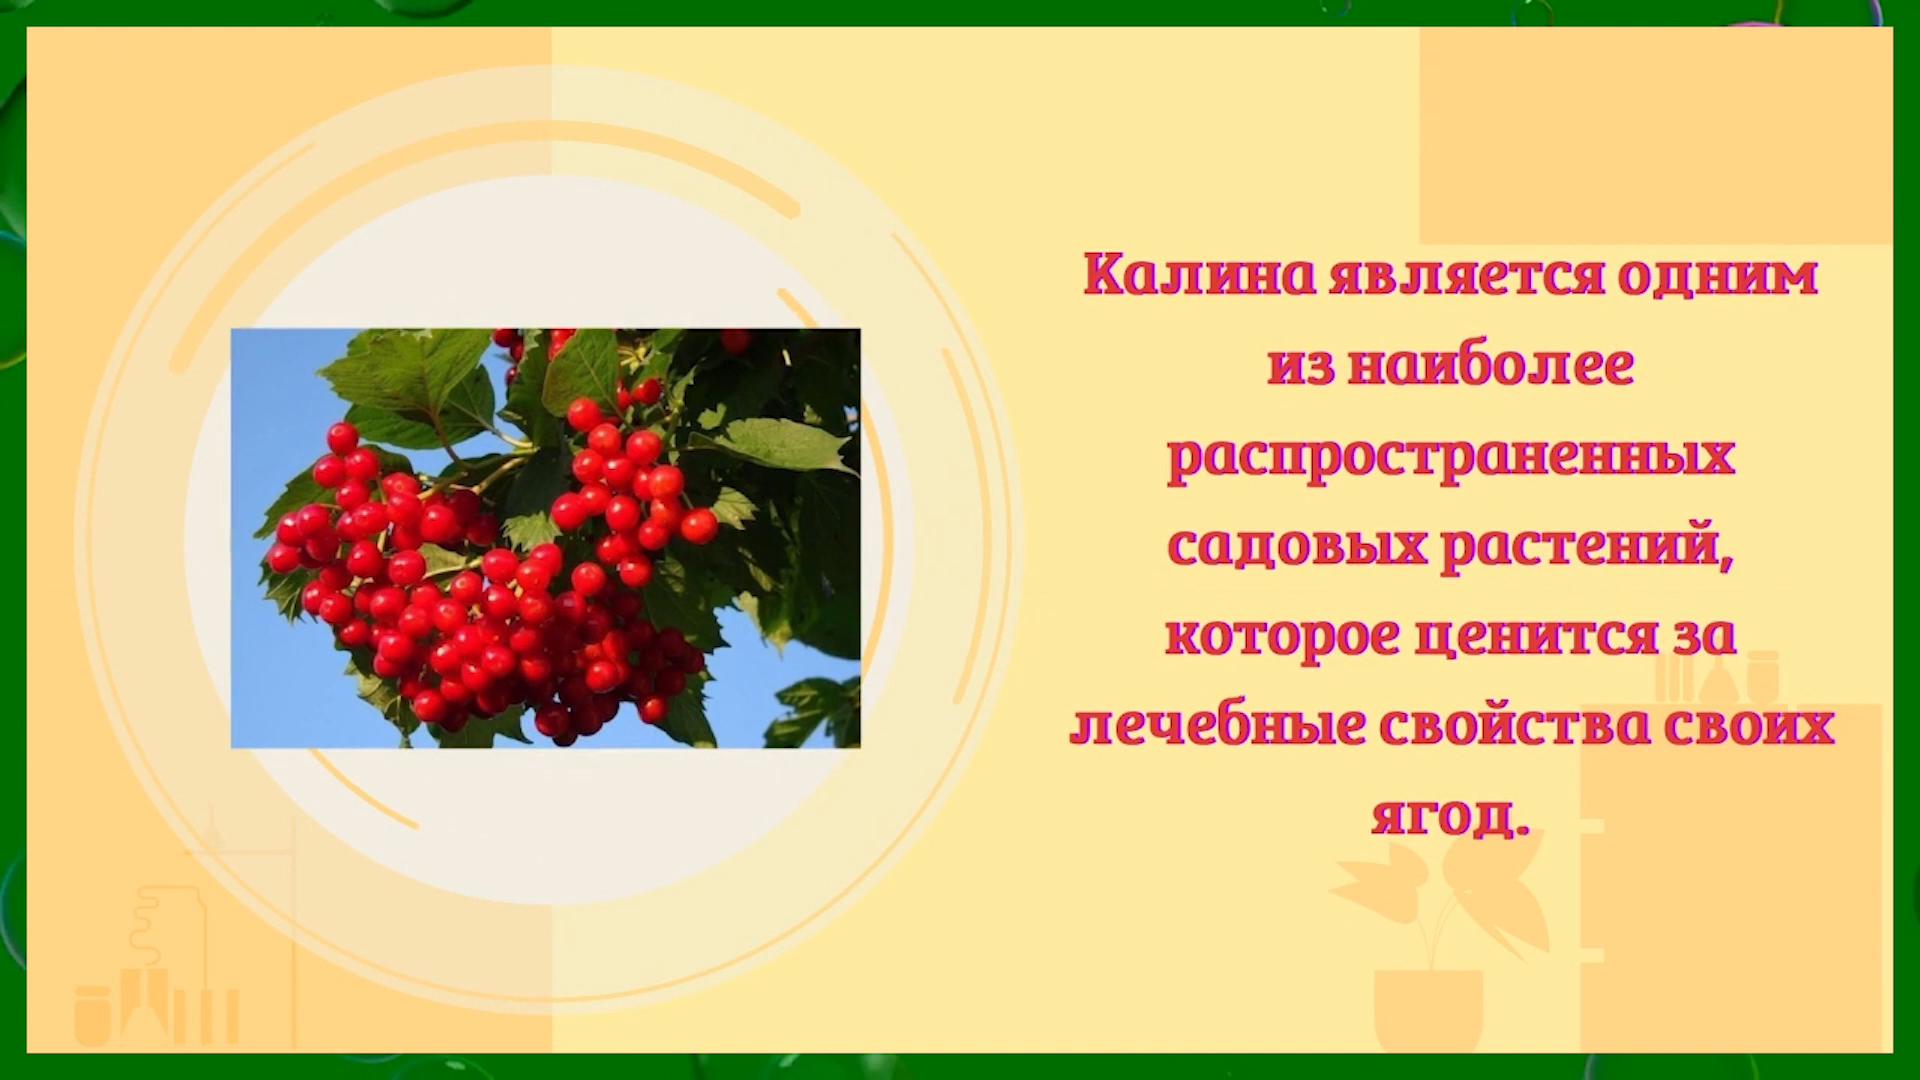 Калина является одним
из наиболее
распространенных
садовых растений,
которое ценится за
лечебные свойства своих
ягод.